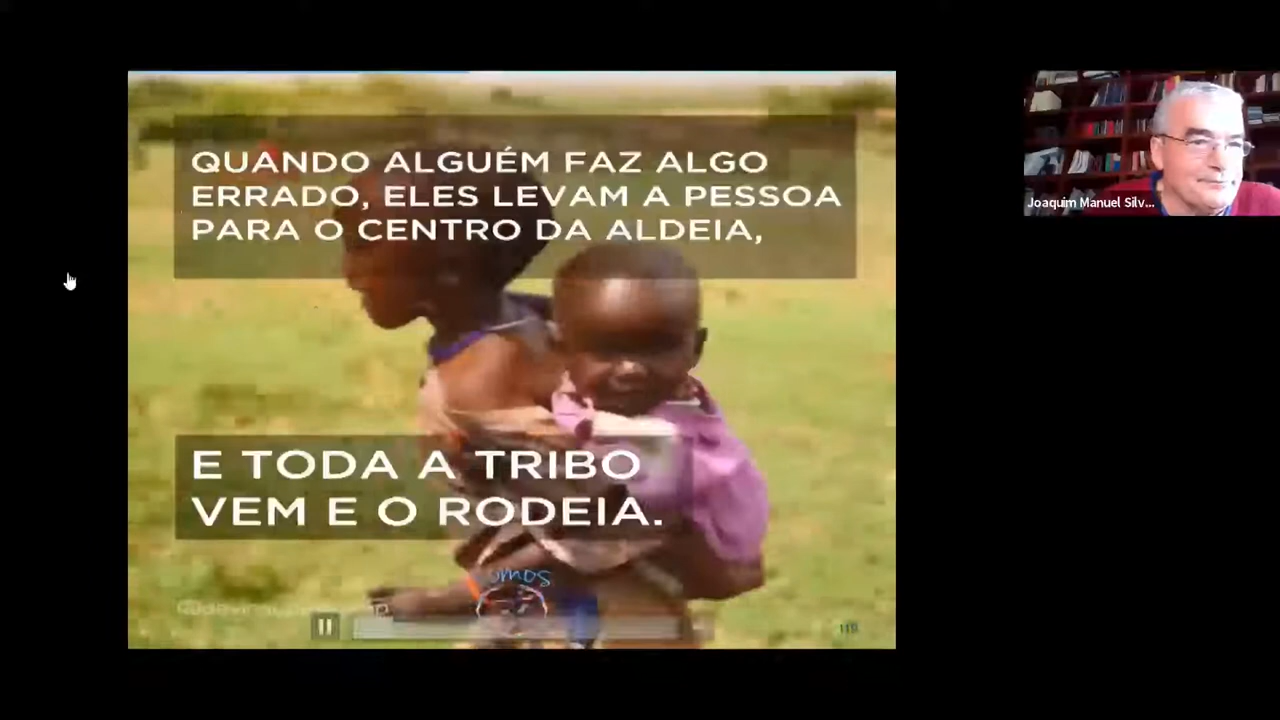 QUANDO ALGUÉM FAZ ALGO
ERRADO, ELES LEVAM A PESSOA
PARA O CENTRO DA ALDEIA,
Joaquim Manuel Silv...
E TODA A TRIBO
VEM E O RODEIA.
119